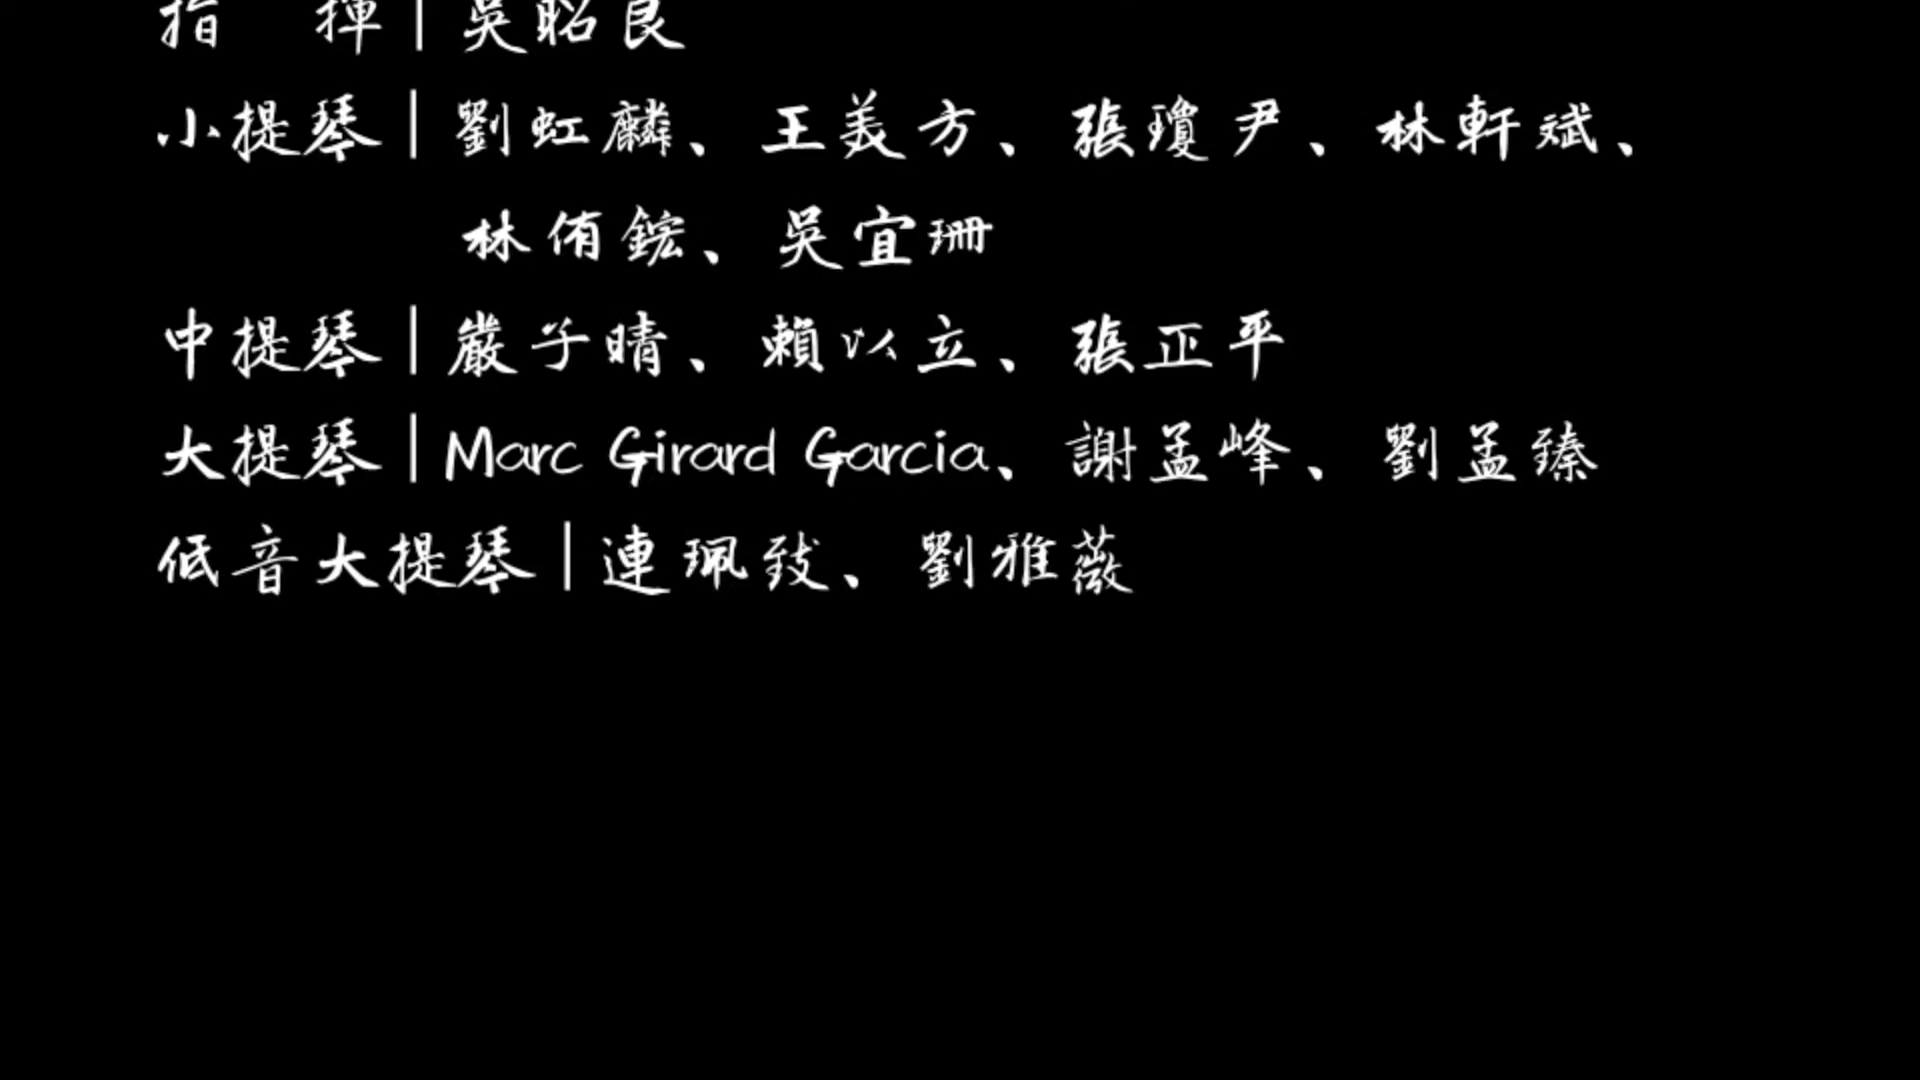 指 揮|吳昭良
小提琴|劉虹麟、王義方、張瓊尹、林軒斌、
林侑鋐、吳宜珊
中提琴|嚴子晴、賴以立、張正平
大提琴|Marc Girard Garcia、謝孟峰、劉孟臻
低音大提琴|連珮致、劉雅薇